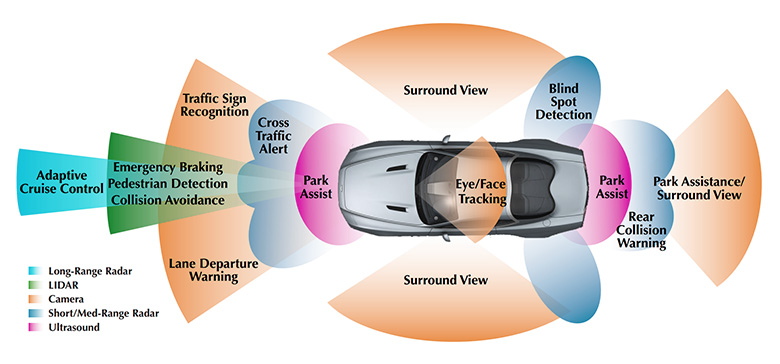 Surround View
Traffic Sign
Recognition
Cross
Traffic
Alert
Blind
Spot
Detection
Adaptive
Cruise Control
Emergency Braking
Pedestrian Detection
Collision Avoidance
Park
Assist
Eye/Face
Tracking
Park
Assist
Park Assistance/
Surround View
Rear
Collision
Warning
Lane Departure
Warning
Surround View
Long-Range Radar
LIDAR
Camera
Short/Med-Range Radar
Ultrasound